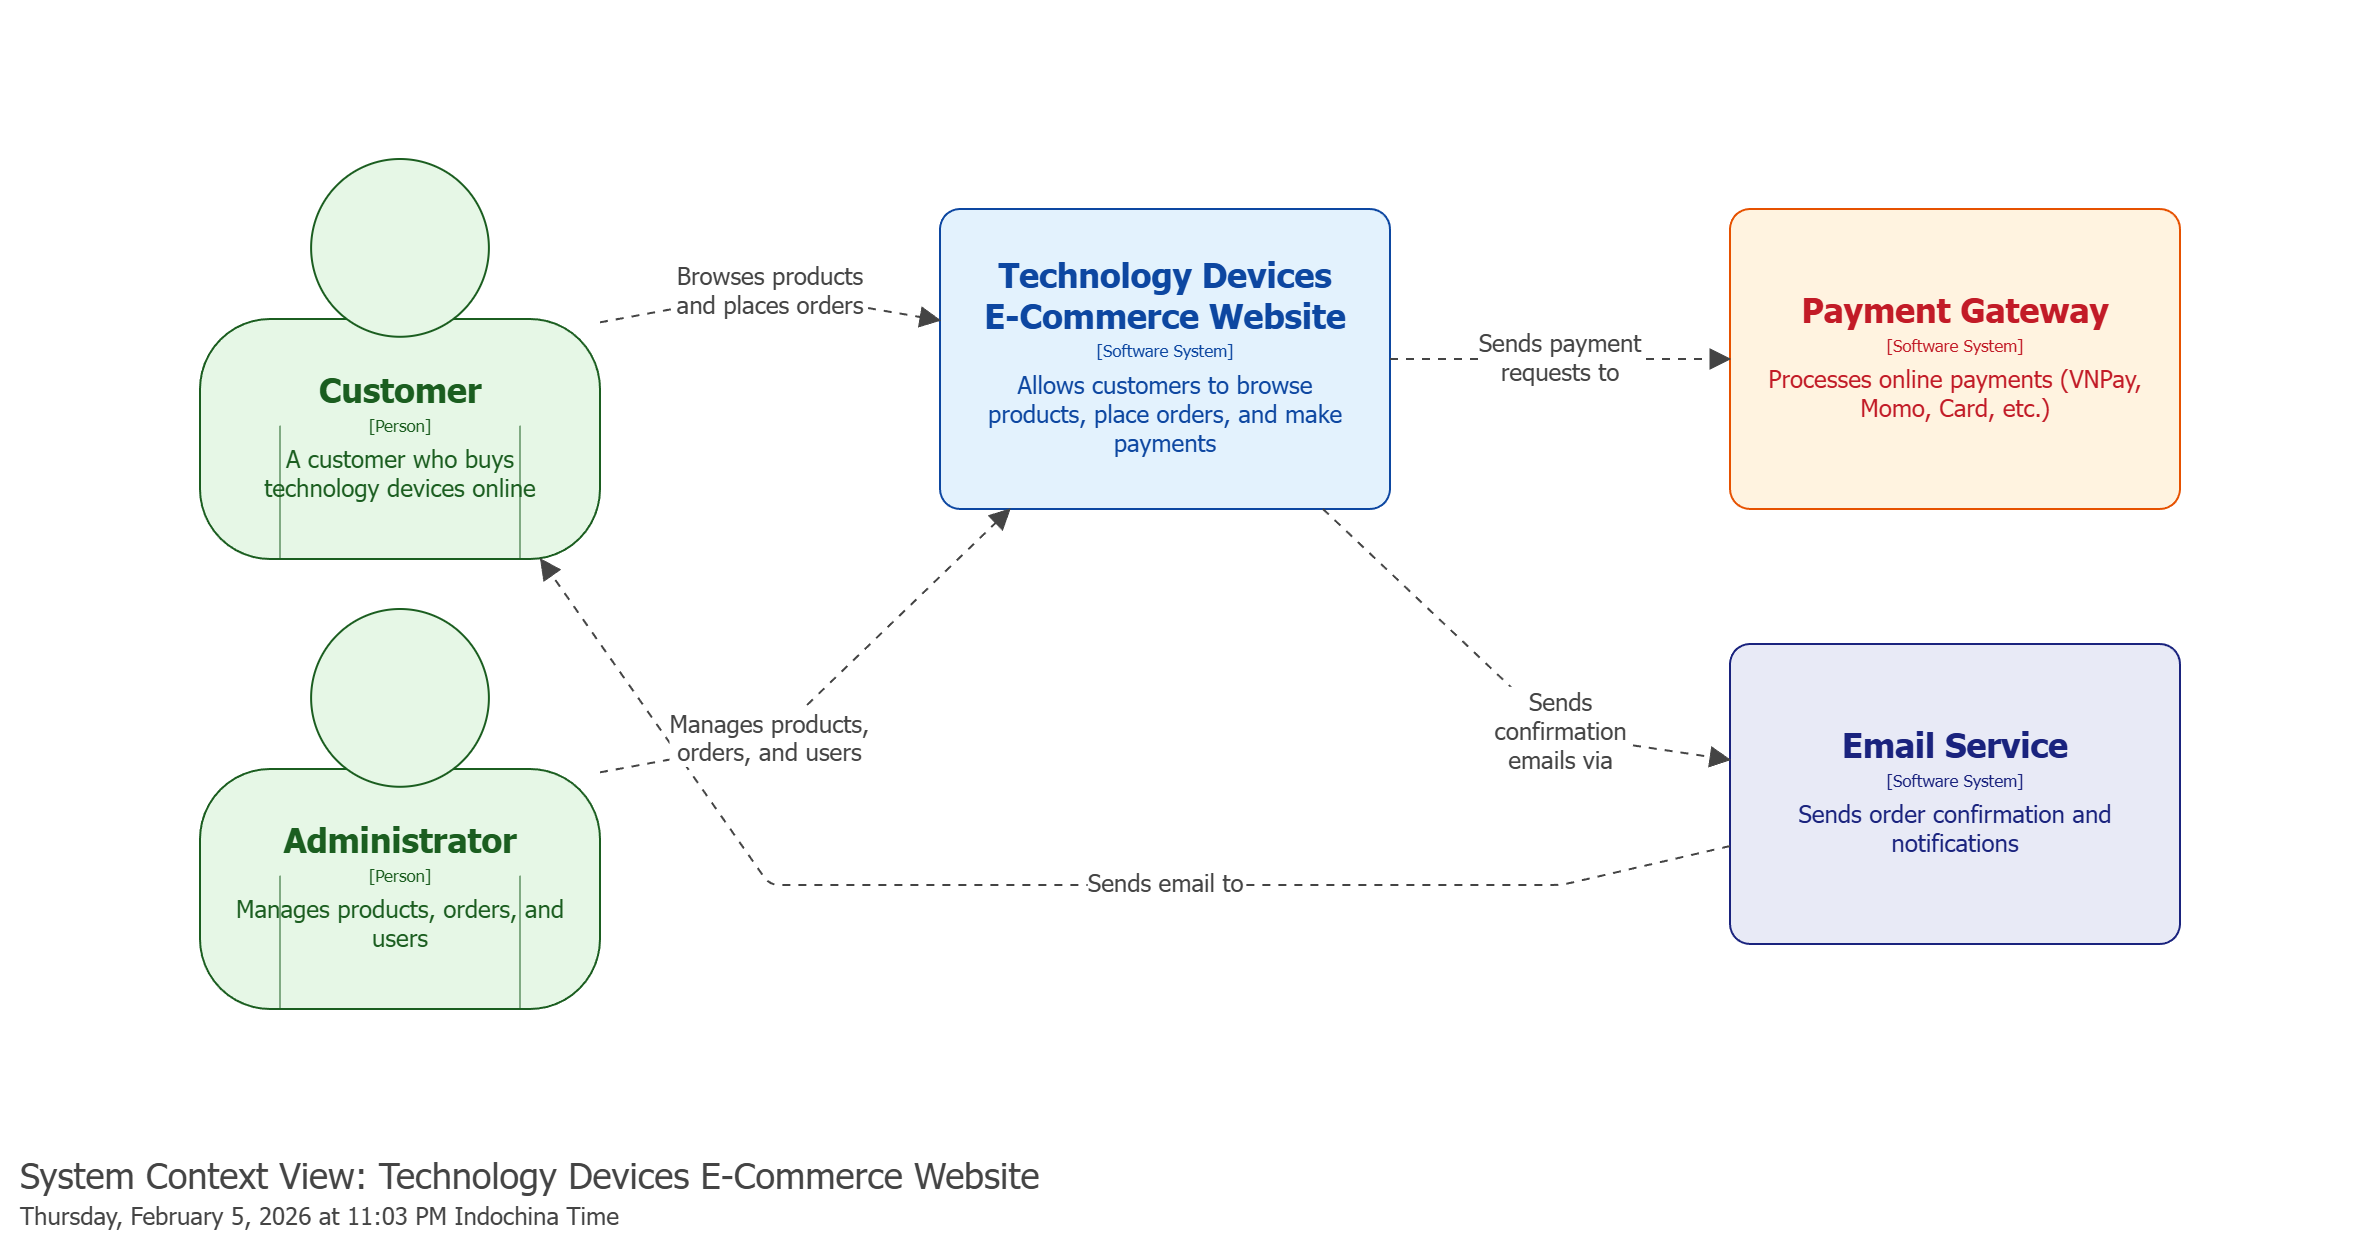 Browses products
and places orders
Technology Devices
E-Commerce Website
[Software System]
Allows customers to browse
products, place orders, and make
payments
Sends payment
requests to
Payment Gateway
[Software System]
Processes online payments (VNPay,
Momo, Card, etc.)
Customer
[Person]
A customer who buys
technology devices online
Manages products,
orders, and users
Sends
confirmation
emails via
Email Service
[Software System]
Sends order confirmation and
notifications
Administrator
[Person]
Manages products, orders, and
users
Sends email to
System Context View: Technology Devices E-Commerce Website
Thursday, February 5, 2026 at 11:03 PM Indochina Time